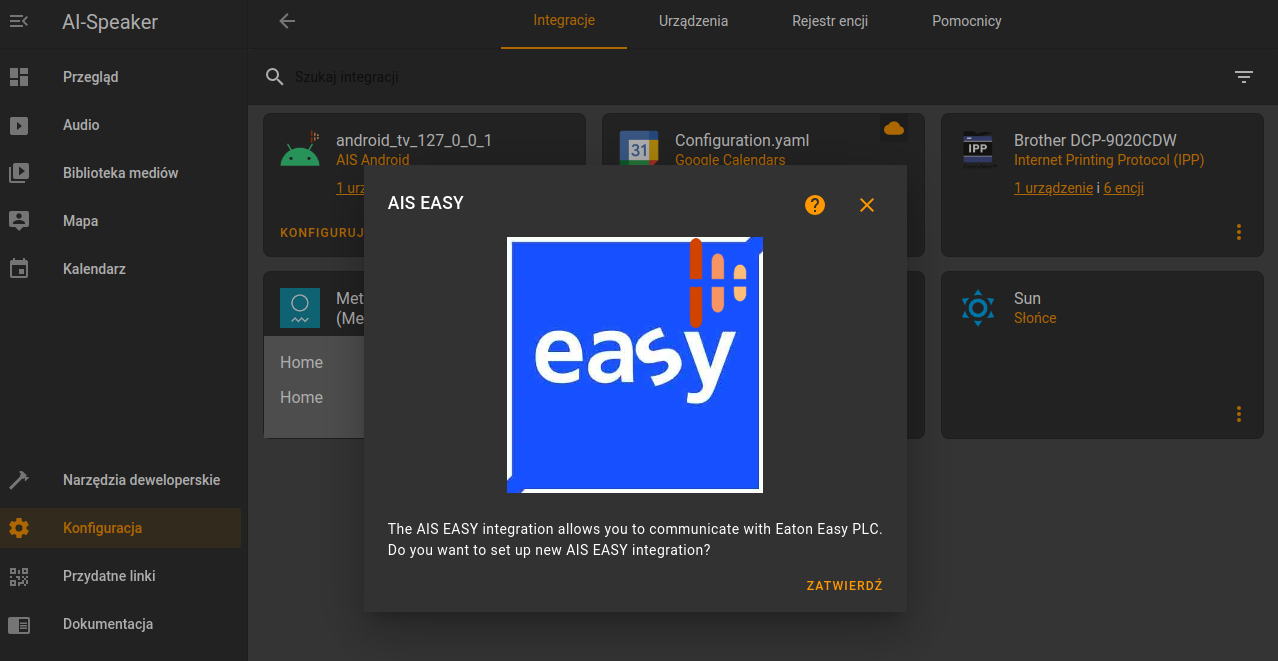 AI-Speaker
Integracje
Urządzenia
Rejestr encji
Pomocnicy
Przegląd
Audio
Biblioteka mediów
Mapa
Kalendarz
Narzędzia deweloperskie
Konfiguracja
Przydatne linki
Dokumentacja
Szukaj integracji
android_tv_127_0_0_1
AIS Android
1 urz
KONFIGURUJ
31
Configuration.yaml
Google Calendars
IPP
Brother DCP-9020CDW
Internet Printing Protocol (IPP)
1 urządzenie i 6 encji
Met
(Me
Home
Home
Sun
Słońce
AIS EASY
?
easy
The AIS EASY integration allows you to communicate with Eaton Easy PLC.
Do you want to set up new AIS EASY integration?
ZATWIERDŹ